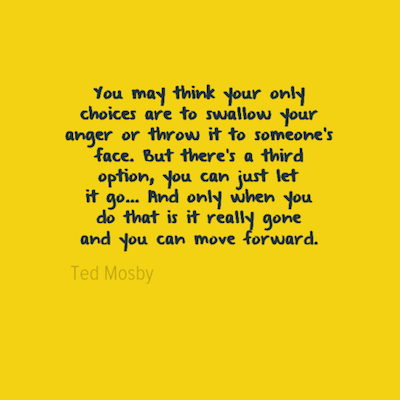 You may think your only
choices are to swallow your
anger or throw it to someone's
face. But there's a third
option, you can just let
it go... And only when you
do that is it really gone
and you can move forward.
Ted Mosby